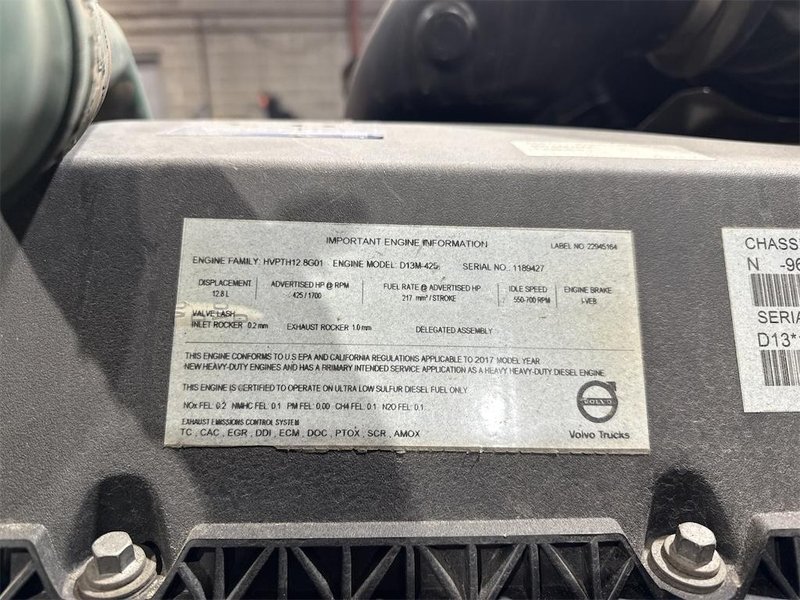 IMPORTANT ENGINE INFORMATION
LABEL NO. 22945164
ENGINE FAMILY: HVPTH12.8G01 ENGINE MODEL: D13M-425 SERIAL NO.: 1189427
DISPLACEMENT
12.8 L
ADVERTISED HP @ RPM
425 / 1700
FUEL RATE @ ADVERTISED HP
217 mm³ / STROKE
IDLE SPEED
550-700 RPM
ENGINE BRAKE
I-VEB
VALVE LASH
INLET ROCKER 0.2 mm EXHAUST ROCKER 1.0 mm DELEGATED ASSEMBLY
THIS ENGINE CONFORMS TO U.S EPA AND CALIFORNIA REGULATIONS APPLICABLE TO 2017 MODEL YEAR
NEW HEAVY-DUTY ENGINES AND HAS A PRIMARY INTENDED SERVICE APPLICATION AS A HEAVY HEAVY-DUTY DIESEL ENGINE
THIS ENGINE IS CERTIFIED TO OPERATE ON ULTRA LOW SULFUR DIESEL FUEL ONLY.
NOx FEL: 0.2 NMHC FEL: 0.1 PM FEL: 0.00 CH4 FEL: 0.1 N2O FEL: 0.1
EXHAUST EMISSIONS CONTROL SYSTEM
TC , CAC , EGR , DDI , ECM , DOC , PTOX , SCR , AMOX
VOLVO
Volvo Trucks
CHASS
N -96
SERIA
D13*